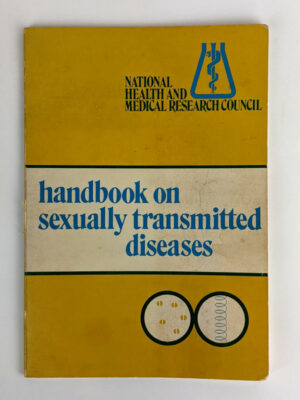 NATIONAL
HEALTH AND
MEDICAL RESEARCH COUNCIL
handbook on
sexually transmitted
diseases